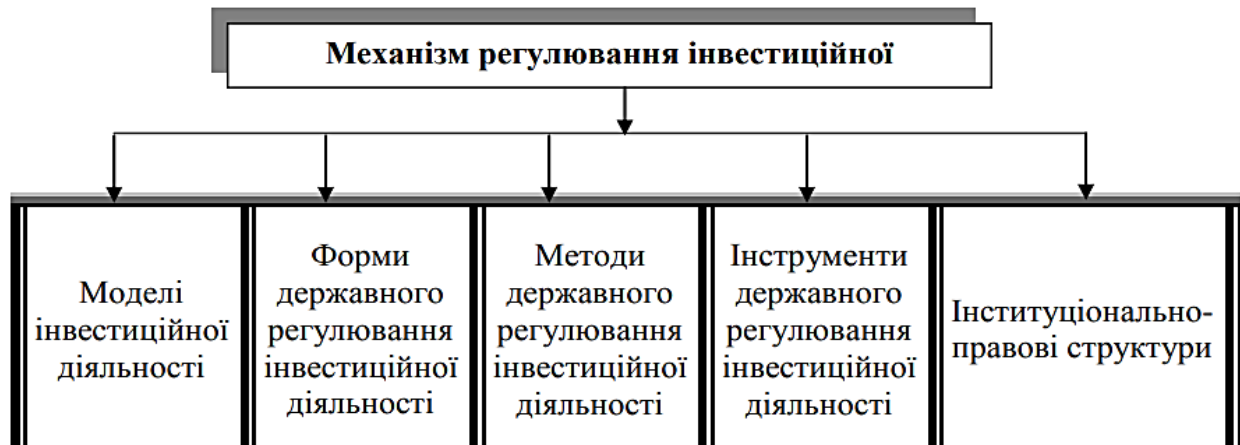 Механізм регулювання інвестиційної
Моделі
інвестиційної
діяльності
Форми
державного
регулювання
інвестиційної
діяльності
Методи
державного
регулювання
інвестиційної
діяльності
Інструменти
державного
регулювання
інвестиційної
діяльності
Інституціонально-
правові структури